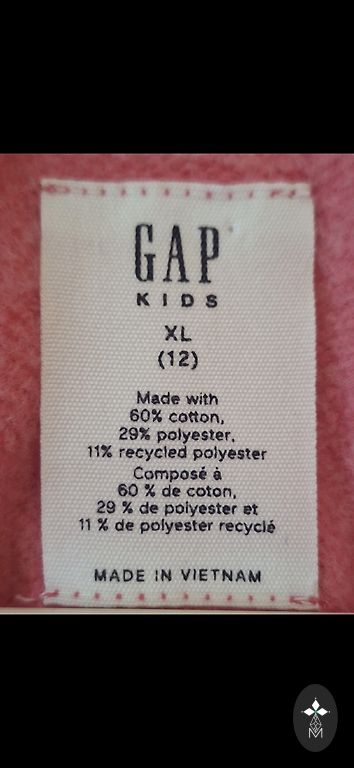 GAP
KIDS
XL
(12)
Made with
60% cotton,
29% polyester,
11% recycled polyester
Composé à
60 % de coton,
29 % de polyester et
11 % de polyester recyclé
MADE IN VIETNAM
M